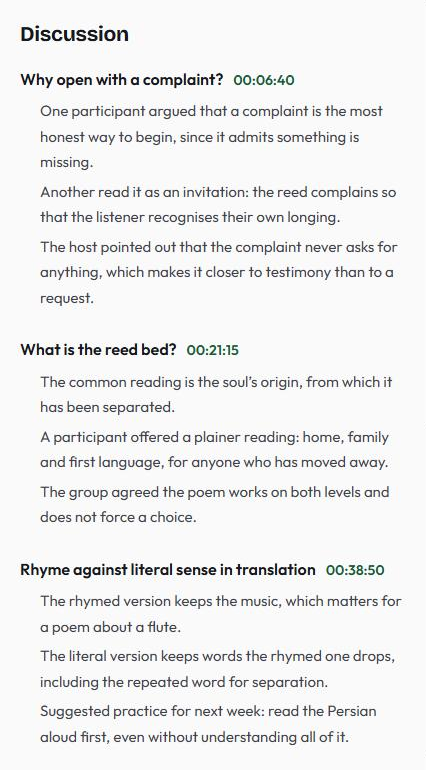 Discussion
Why open with a complaint? 00:06:40
One participant argued that a complaint is the most
honest way to begin, since it admits something is
missing.
Another read it as an invitation: the reed complains so
that the listener recognises their own longing.
The host pointed out that the complaint never asks for
anything, which makes it closer to testimony than to a
request.
What is the reed bed? 00:21:15
The common reading is the soul's origin, from which it
has been separated.
A participant offered a plainer reading: home, family
and first language, for anyone who has moved away.
The group agreed the poem works on both levels and
does not force a choice.
Rhyme against literal sense in translation 00:38:50
The rhymed version keeps the music, which matters for
a poem about a flute.
The literal version keeps words the rhymed one drops,
including the repeated word for separation.
Suggested practice for next week: read the Persian
aloud first, even without understanding all of it.